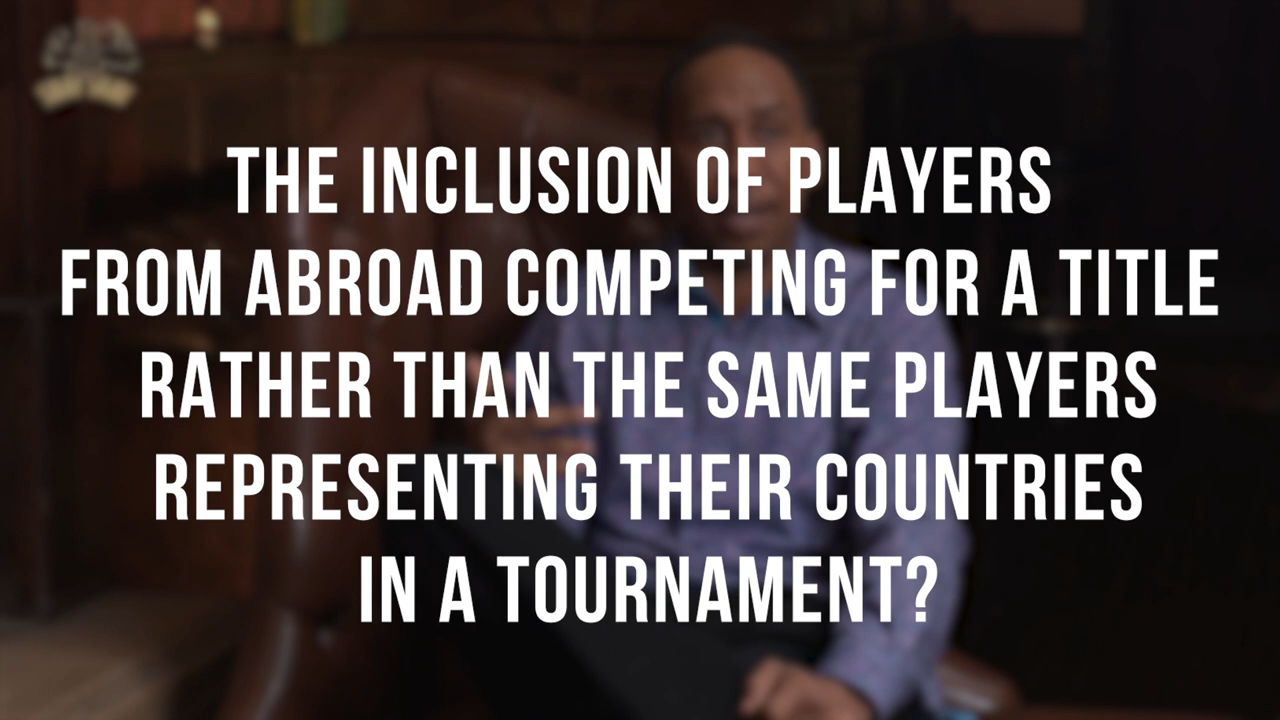 THE INCLUSION OF PLAYERS
FROM ABROAD COMPETING FOR A TITLE
RATHER THAN THE SAME PLAYERS
REPRESENTING THEIR COUNTRIES
IN A TOURNAMENT?